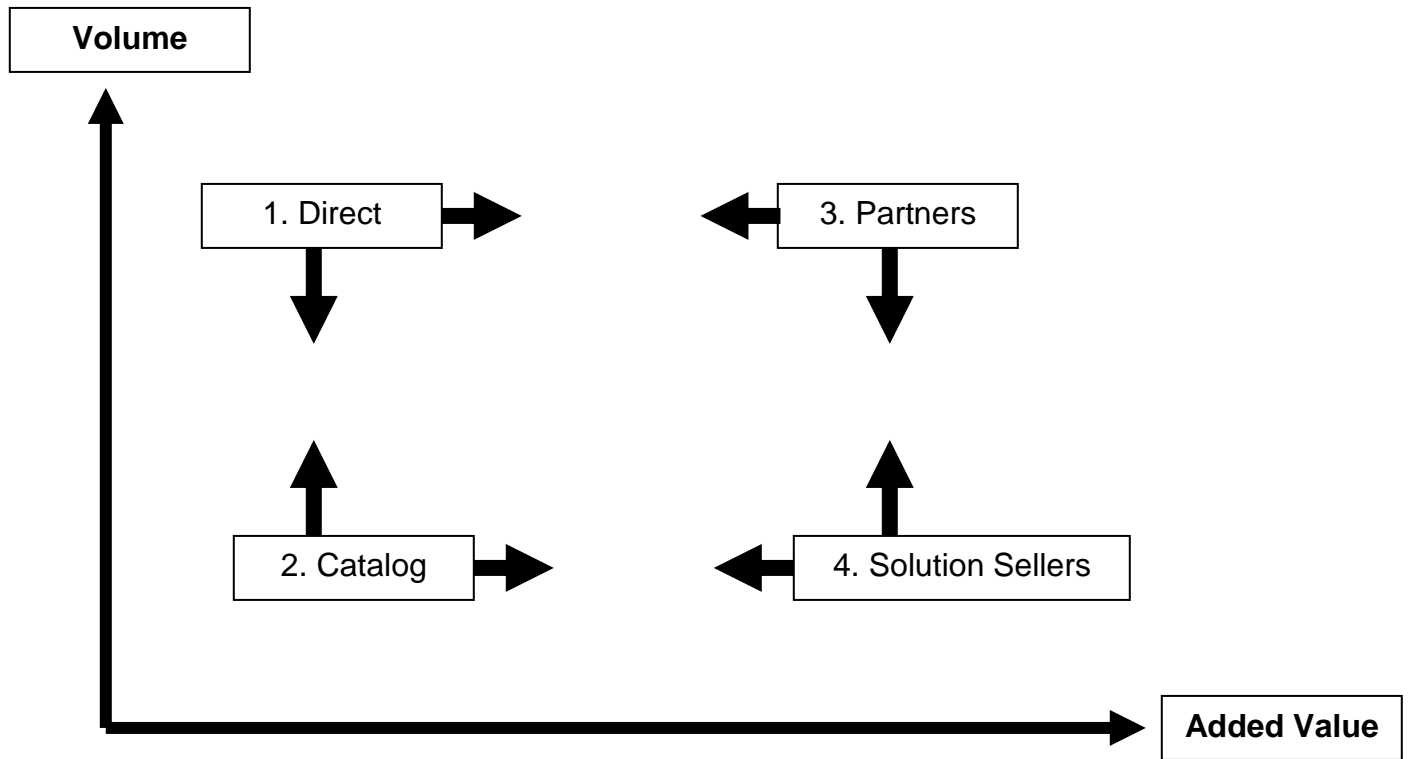 Volume
1. Direct
3. Partners
2. Catalog
4. Solution Sellers
Added Value